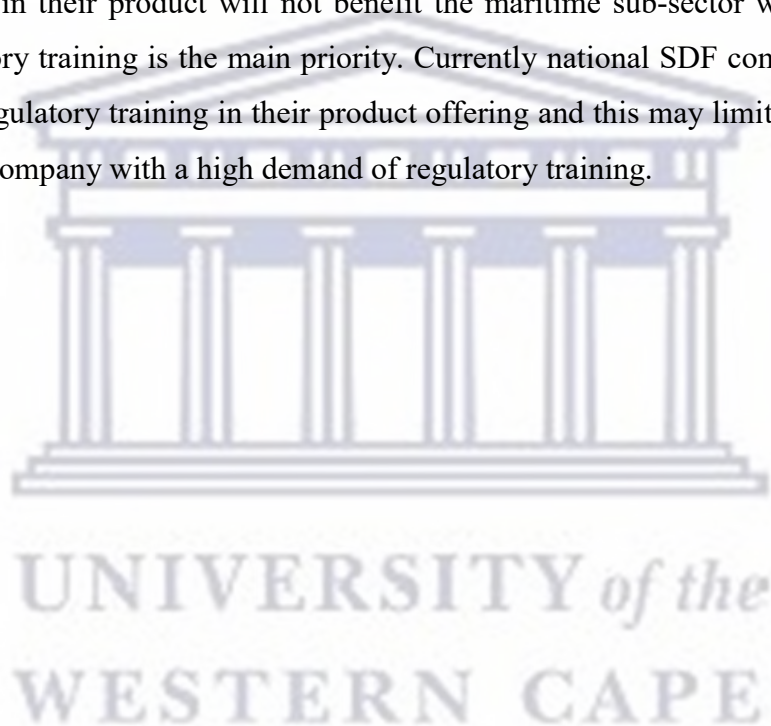 in their product will not benefit the maritime sub-sector w
ory training is the main priority. Currently national SDF con
gulatory training in their product offering and this may limit
ompany with a high demand of regulatory training.
UNIVERSITY of the
WESTERN CAPE